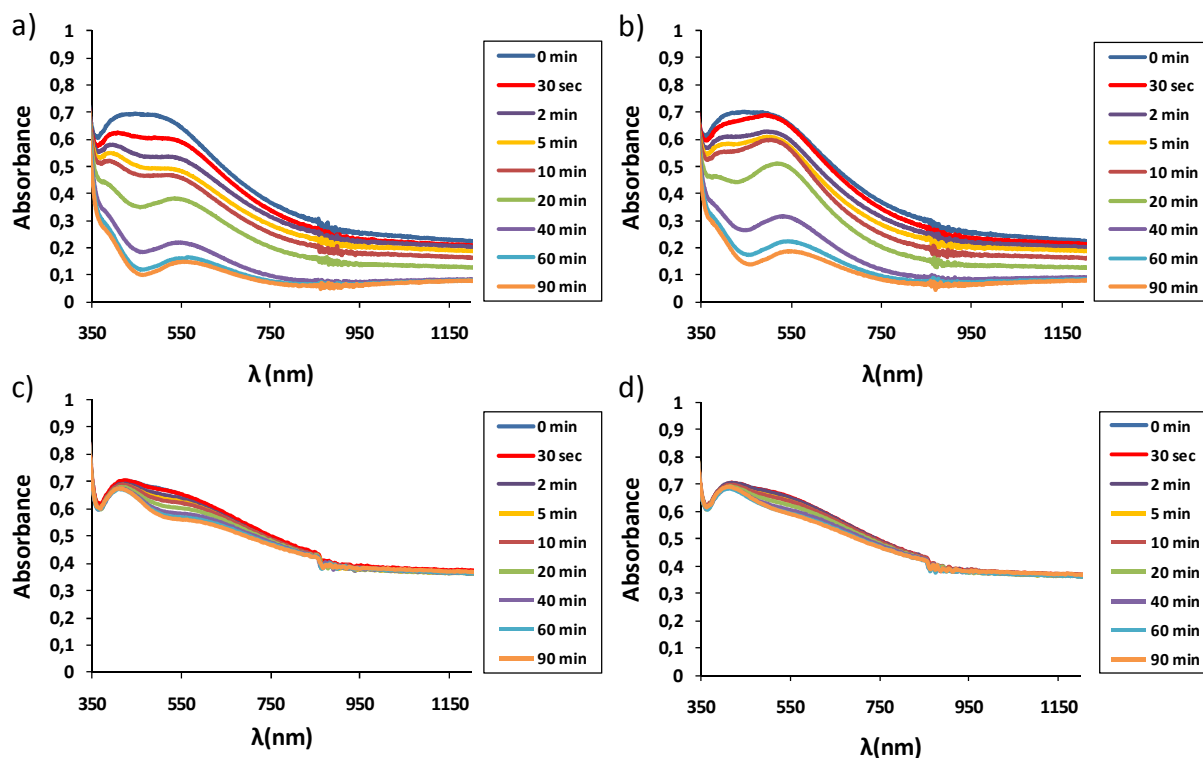 a)
1
0,9
0,8
0,7
0,6
0,5
0,4
0,3
0,2
0,1
0
Absorbance
350 550 750 950 1150
λ (nm)
0 min
30 sec
2 min
5 min
10 min
20 min
40 min
60 min
90 min
b)
1
0,9
0,8
0,7
0,6
0,5
0,4
0,3
0,2
0,1
0
Absorbance
350 550 750 950 1150
λ(nm)
0 min
30 sec
2 min
5 min
10 min
20 min
40 min
60 min
90 min
c)
1
0,9
0,8
0,7
0,6
0,5
0,4
0,3
0,2
0,1
0
Absorbance
350 550 750 950 1150
λ(nm)
0 min
30 sec
2 min
5 min
10 min
20 min
40 min
60 min
90 min
d)
1
0,9
0,8
0,7
0,6
0,5
0,4
0,3
0,2
0,1
0
Absorbance
350 550 750 950 1150
λ(nm)
0 min
30 sec
2 min
5 min
10 min
20 min
40 min
60 min
90 min